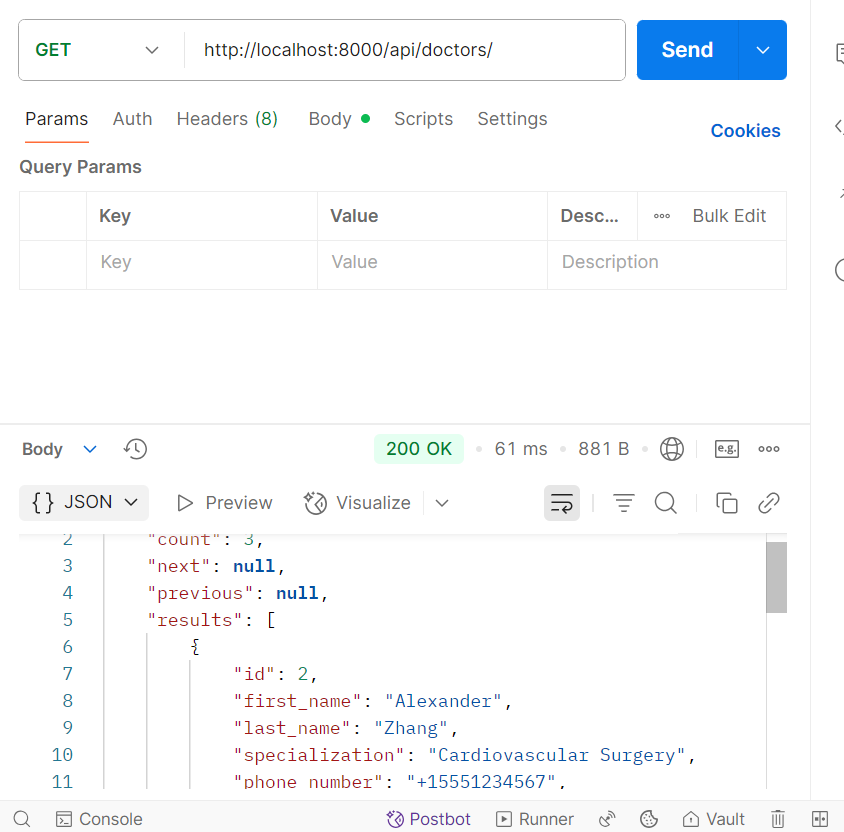 GET http://localhost:8000/api/doctors/ Send
Params Auth Headers (8) Body Scripts Settings Cookies
Query Params
Key Value Desc... Bulk Edit
Key Value Description
Body 200 OK 61 ms 881 B e.g.
{} JSON Preview Visualize
2 "count": 3,
3 "next": null,
4 "previous": null,
5 "results": [
6 {
7 "id": 2,
8 "first_name": "Alexander",
9 "last_name": "Zhang",
10 "specialization": "Cardiovascular Surgery",
11 "phone_number": "+15551234567",
Console Postbot Runner Vault